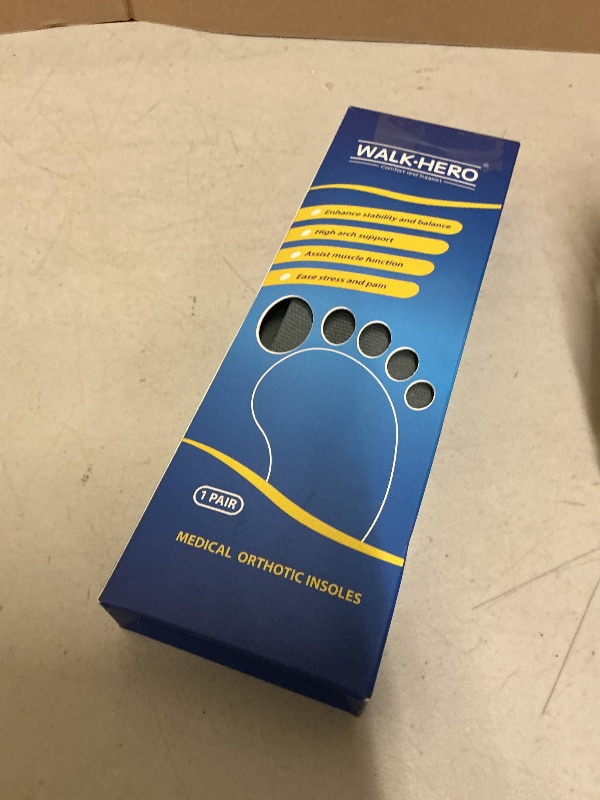 WALK·HERO®
Comfort and Support
Enhance stability and balance
High arch support
Assist muscle function
Ease stress and pain
1 PAIR
MEDICAL ORTHOTIC INSOLES